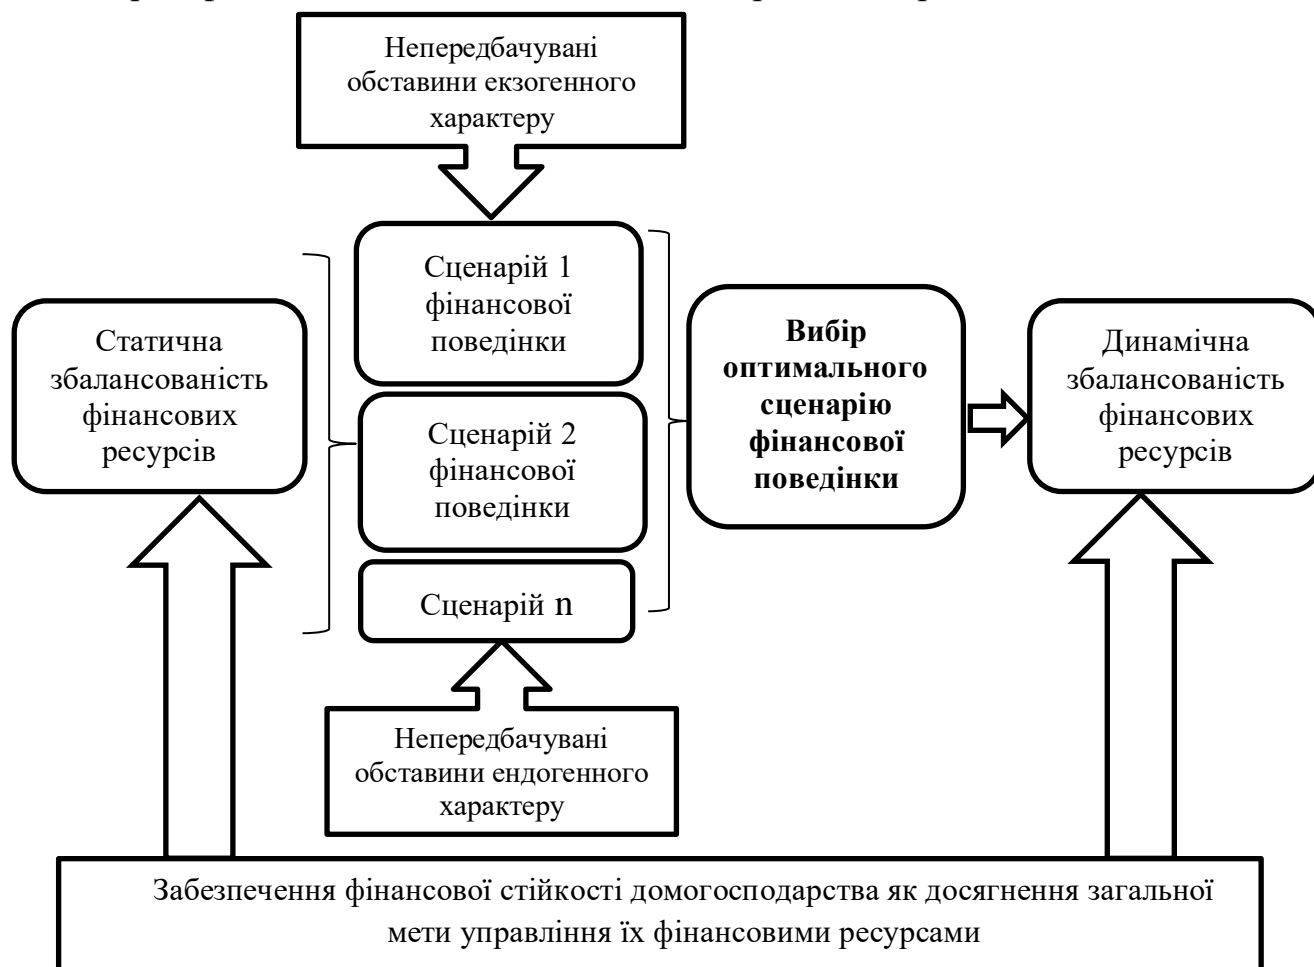 Непередбачувані
обставини екзогенного
характеру
Сценарій 1
фінансової
поведінки
Статична
збалансованість
фінансових
ресурсів
Сценарій 2
фінансової
поведінки
Сценарій n
Вибір
оптимального
сценарію
фінансової
поведінки
Динамічна
збалансованість
фінансових
ресурсів
Непередбачувані
обставини ендогенного
характеру
Забезпечення фінансової стійкості домогосподарства як досягнення загальної
мети управління їх фінансовими ресурсами